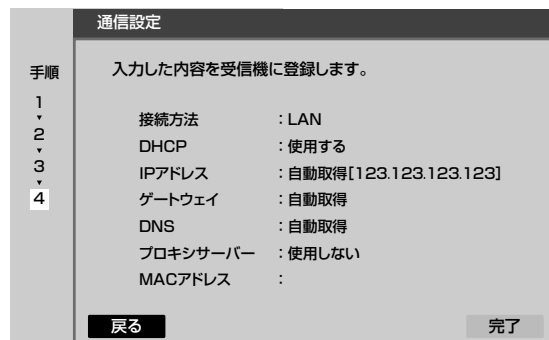 通信設定
手順
1
2
3
4
入力した内容を受信機に登録します。
接続方法 ：LAN
DHCP ：使用する
IPアドレス ：自動取得[123.123.123.123]
ゲートウェイ ：自動取得
DNS ：自動取得
プロキシサーバー ：使用しない
MACアドレス ：
戻る 完了